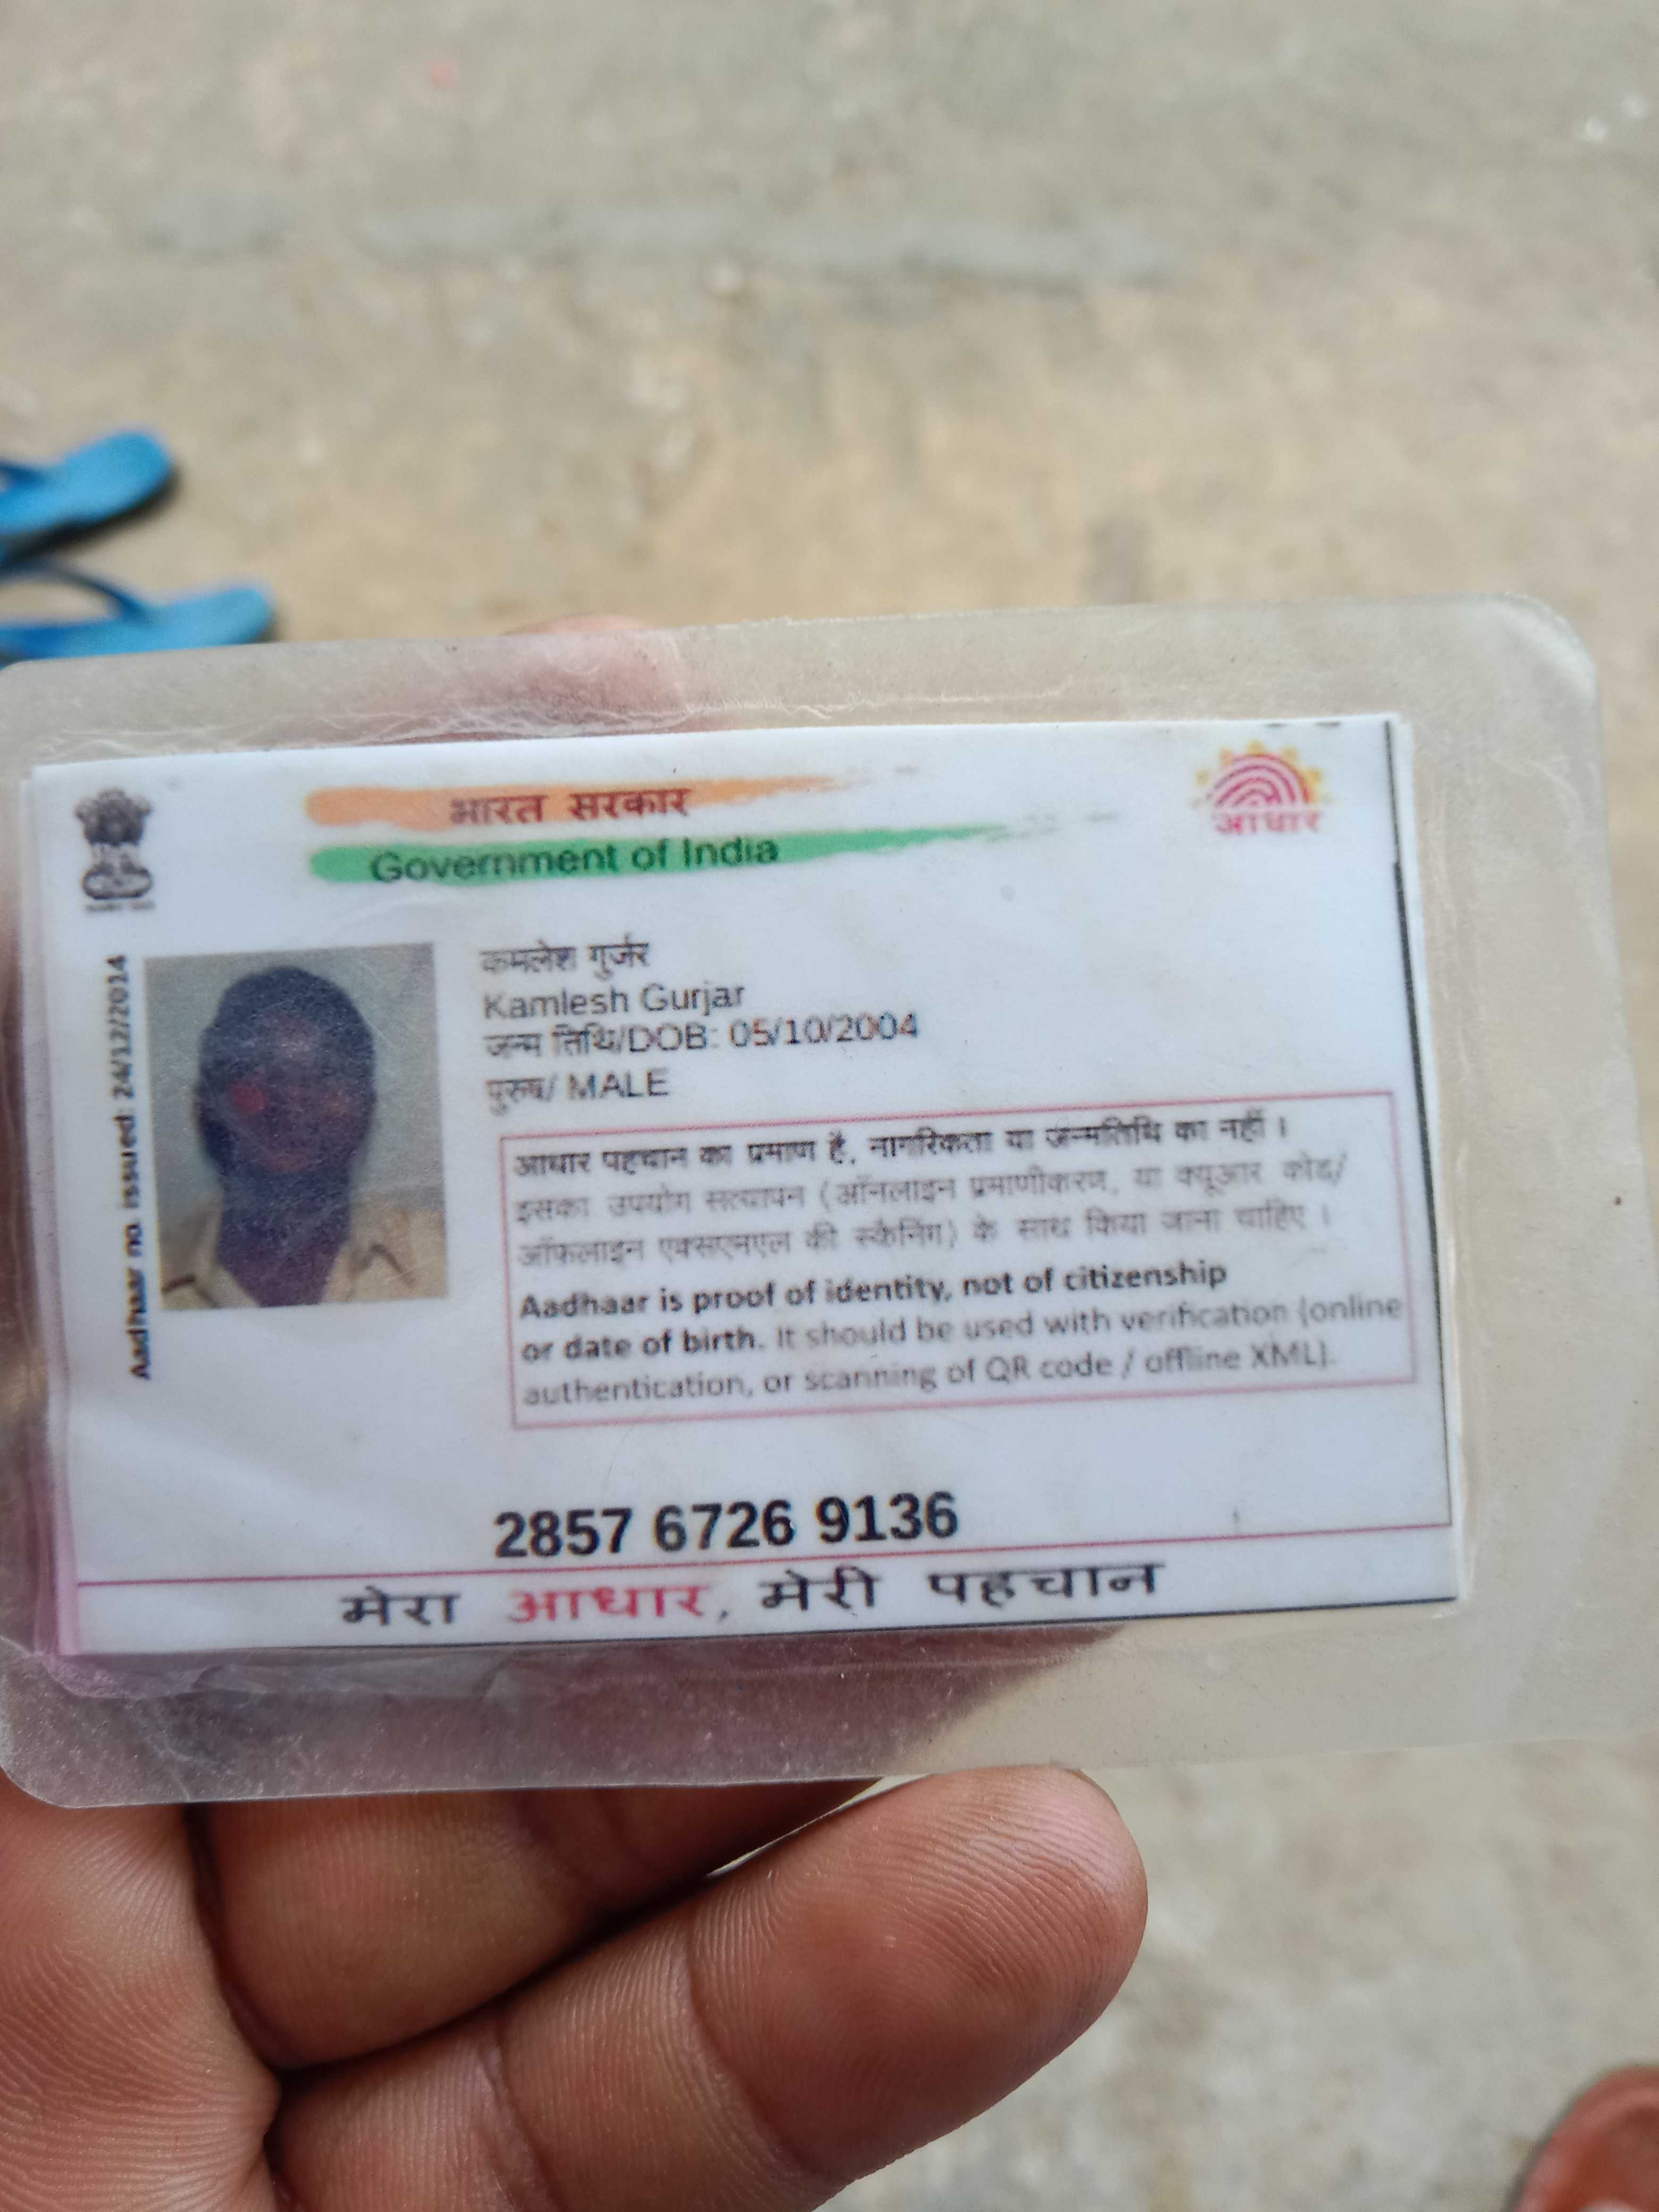 भारत सरकार
Government of India
आधार
Aadhaar no issued: 24/12/2014
कमलेश गुर्जर
Kamlesh Gurjar
जन्म तिथि/DOB: 05/10/2004
पुरुष/ MALE
आधार पहचान का प्रमाण है, नागरिकता या जन्मतिथि का नहीं ।
इसका उपयोग सत्यापन (ऑनलाइन प्रमाणीकरण, या क्यूआर कोड/
ऑफलाइन एक्सएमएल की स्कैनिंग) के साथ किया जाना चाहिए ।
Aadhaar is proof of identity, not of citizenship
or date of birth. It should be used with verification (online
authentication, or scanning of QR code / offline XML).
2857 6726 9136
मेरा आधार, मेरी पहचान